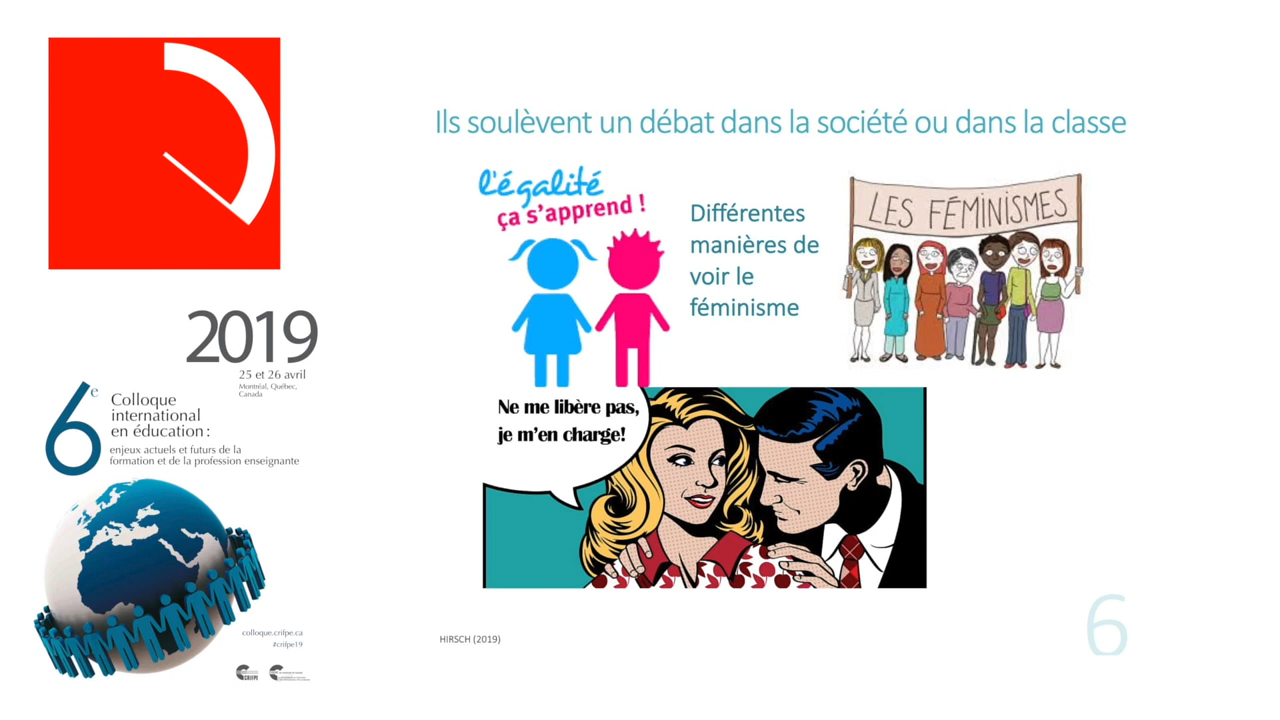 2019
25 et 26 avril
Montréal, Québec,
Canada
6e
Colloque
international
en éducation :
enjeux actuels et futurs de la
formation et de la profession enseignante
colloque.crifpe.ca
#crifpe19
CRIFPE
Ils soulèvent un débat dans la société ou dans la classe
l'égalité
ça s'apprend !
Différentes
manières de
voir le
féminisme
LES FÉMINISMES
Ne me libère pas,
je m'en charge!
HIRSCH (2019)
6